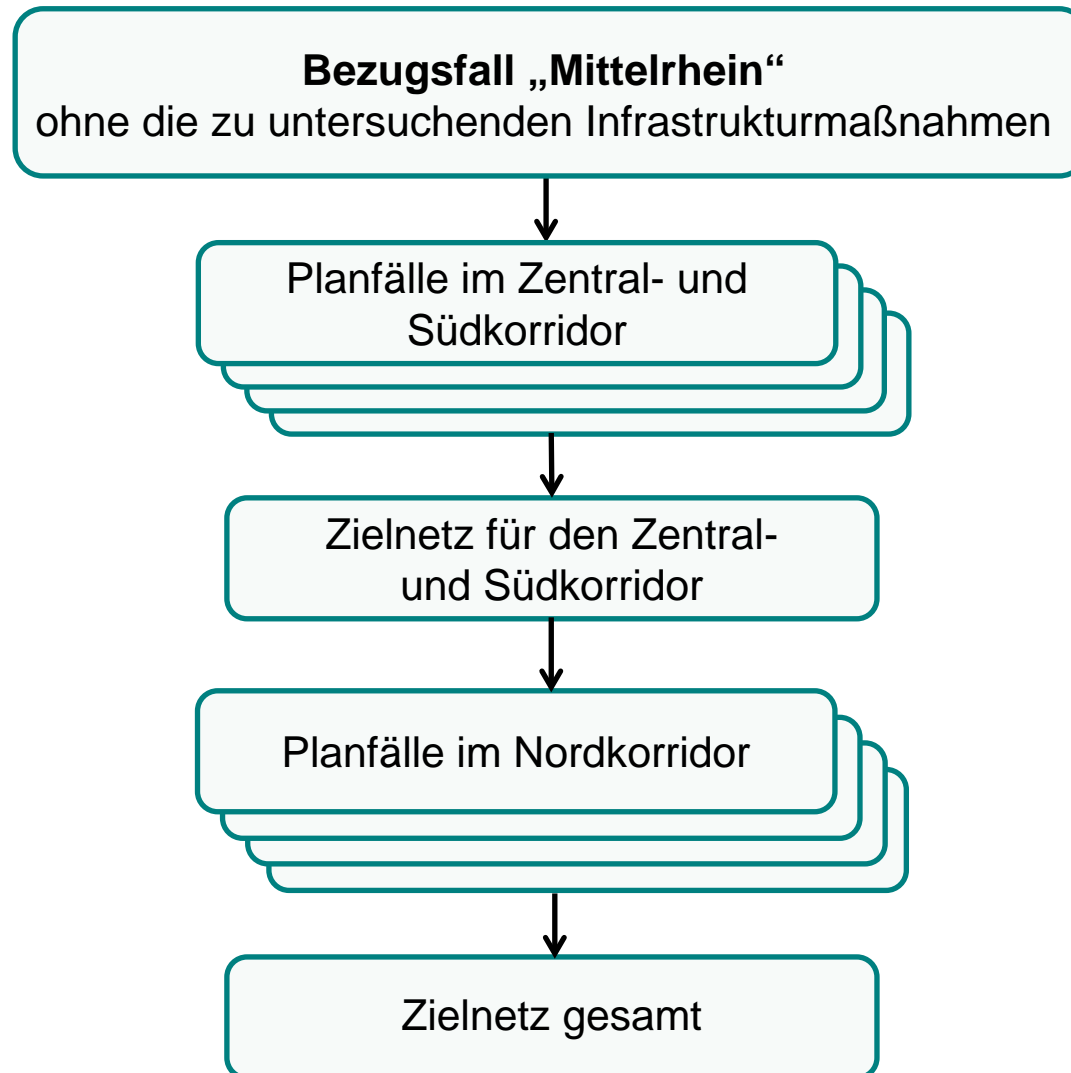 Bezugsfall „Mittelrhein“
ohne die zu untersuchenden Infrastrukturmaßnahmen
Planfälle im Zentral- und
Südkorridor
Zielnetz für den Zentral-
und Südkorridor
Planfälle im Nordkorridor
Zielnetz gesamt